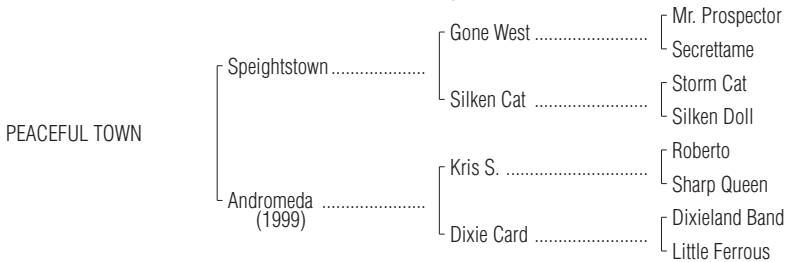 Mr. Prospector
Gone West ............................
Secrettame
Speightstown .....................
Storm Cat
Silken Cat ............................
Silken Doll
PEACEFUL TOWN
Roberto
Kris S. ...................................
Sharp Queen
Andromeda .......................
(1999)
Dixieland Band
Dixie Card ............................
Little Ferrous